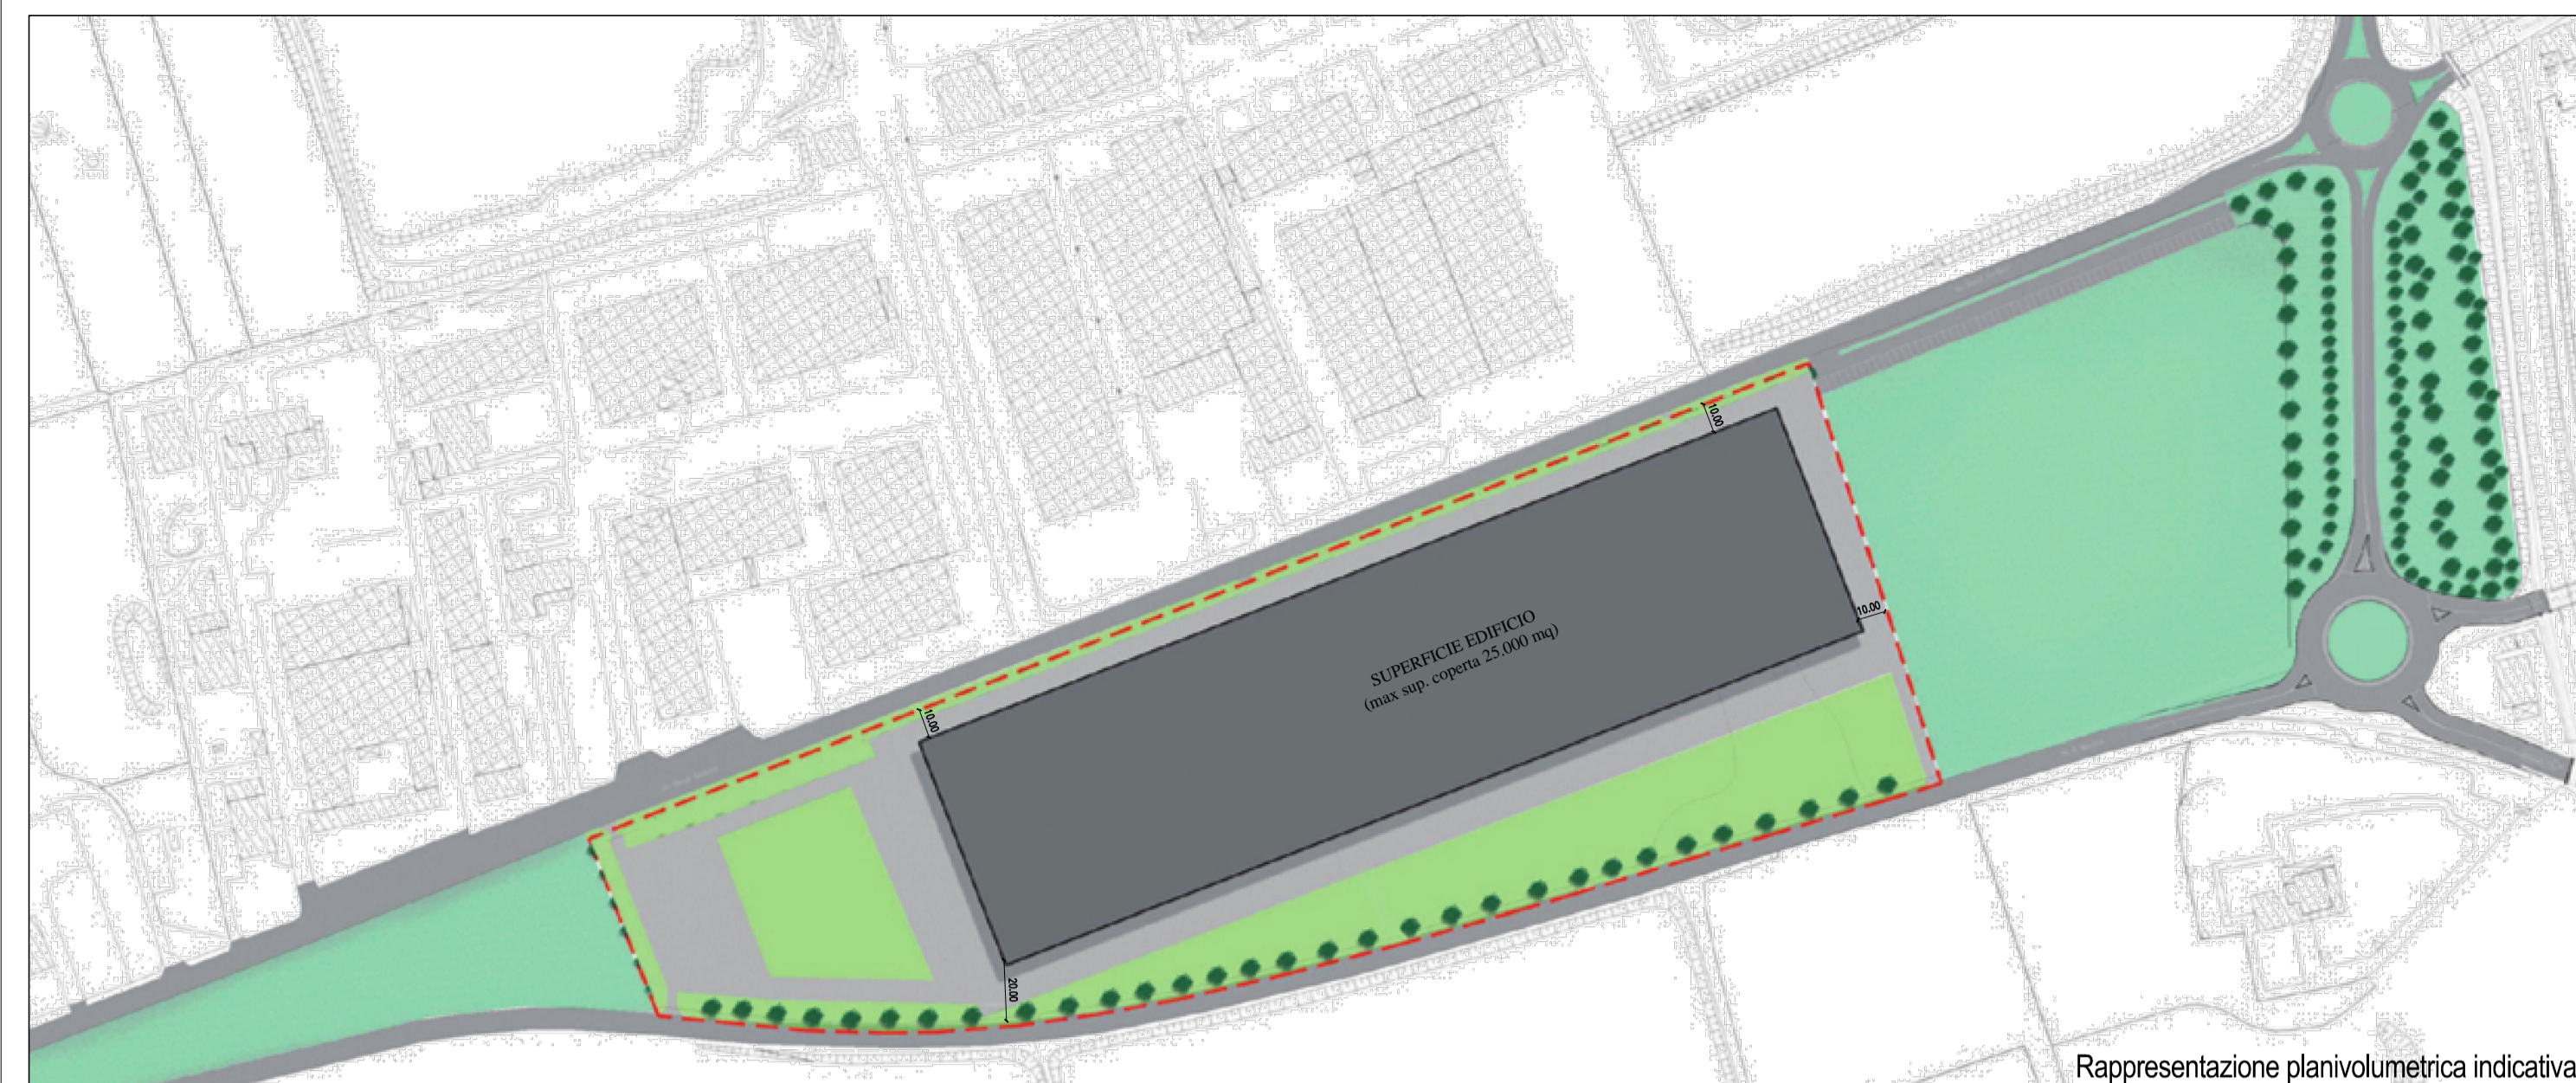 10.00
10.00
SUPERFICIE EDIFICIO
(max sup. coperta 25.000 mq)
10.00
20.00
Rappresentazione planivolumetrica indicativa